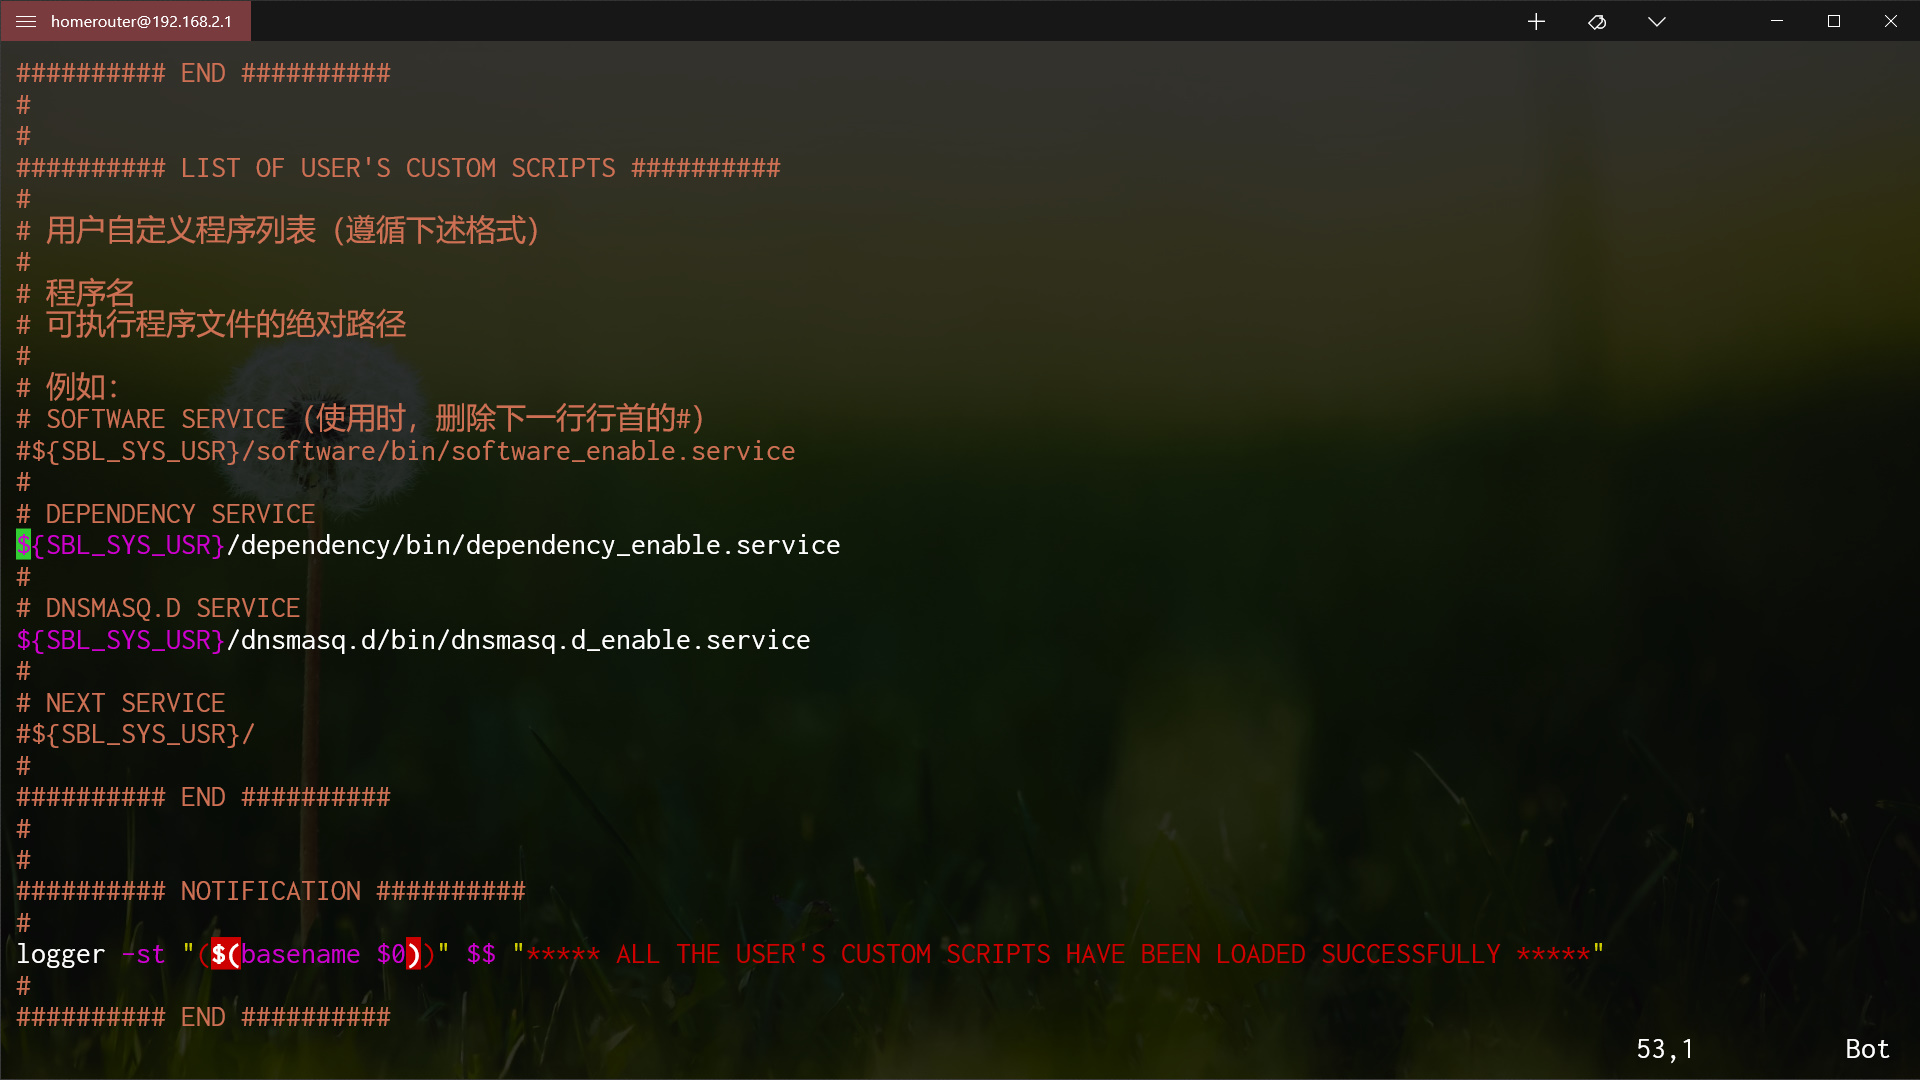 homerouter@192.168.2.1
########## END ##########
#
#
########## LIST OF USER'S CUSTOM SCRIPTS ##########
#
# 用户自定义程序列表（遵循下述格式）
#
# 程序名
# 可执行程序文件的绝对路径
#
# 例如：
# SOFTWARE SERVICE（使用时，删除下一行行首的#）
#${SBL_SYS_USR}/software/bin/software_enable.service
#
# DEPENDENCY SERVICE
${SBL_SYS_USR}/dependency/bin/dependency_enable.service
#
# DNSMASQ.D SERVICE
${SBL_SYS_USR}/dnsmasq.d/bin/dnsmasq.d_enable.service
#
# NEXT SERVICE
#${SBL_SYS_USR}/
#
########## END ##########
#
#
########## NOTIFICATION ##########
#
logger -st "($(basename $0))" $$ "***** ALL THE USER'S CUSTOM SCRIPTS HAVE BEEN LOADED SUCCESSFULLY *****"
#
########## END ##########
53,1 Bot